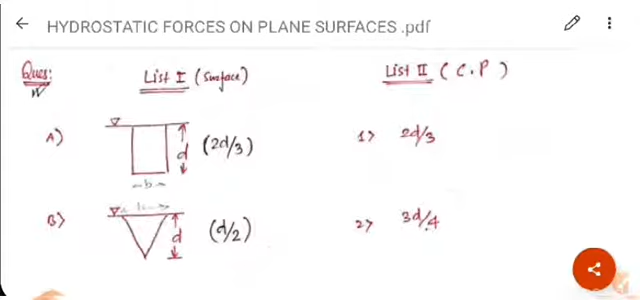 HYDROSTATIC FORCES ON PLANE SURFACES .pdf
Ques: List I (Surface) List II (C.P)
A) d (2d/3) 1> 2d/3
b
B) b d (d/2) 2> 3d/4